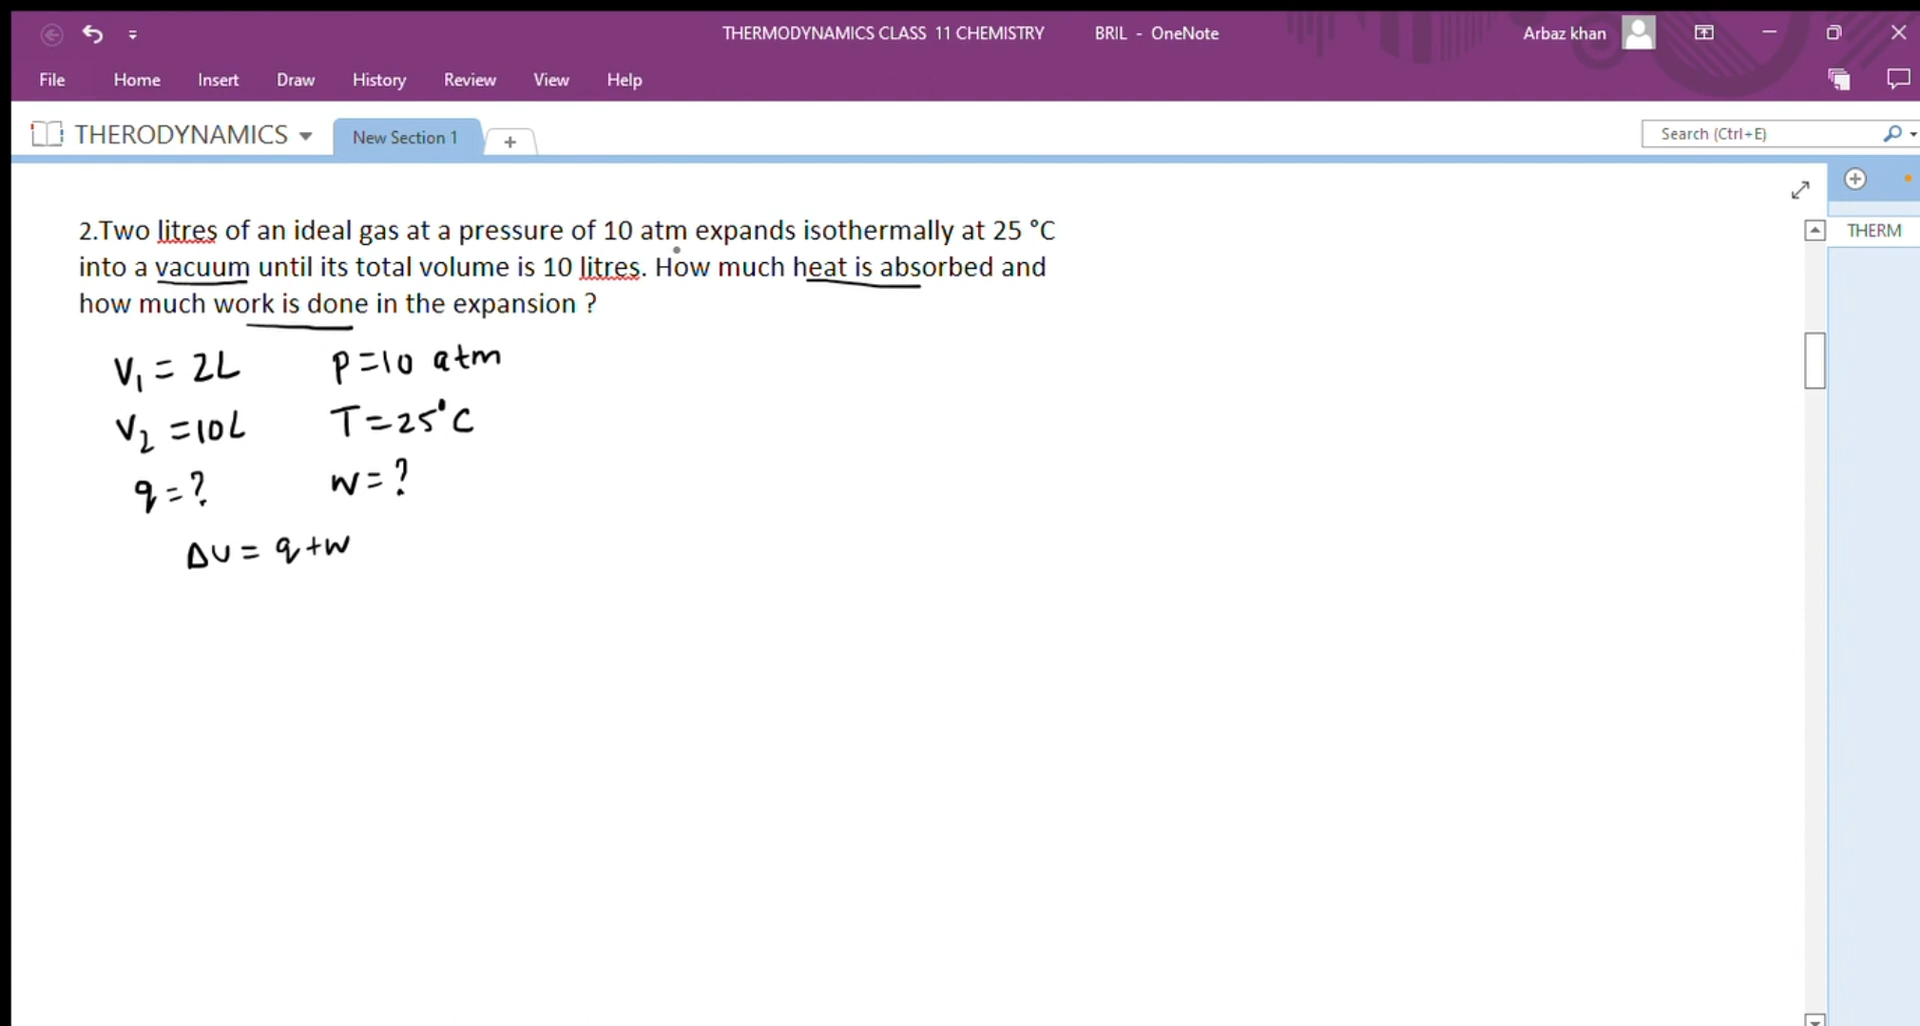 THERMODYNAMICS CLASS 11 CHEMISTRY BRIL - OneNote Arbaz khan
File Home Insert Draw History Review View Help
THERODYNAMICS New Section 1 + Search (Ctrl+E)
2.Two litres of an ideal gas at a pressure of 10 atm expands isothermally at 25 °C
into a vacuum until its total volume is 10 litres. How much heat is absorbed and
how much work is done in the expansion ?
THERM
V₁ = 2L P=10 atm
V₂ =10L T=25°C
q=? w=?
ΔU= q+w